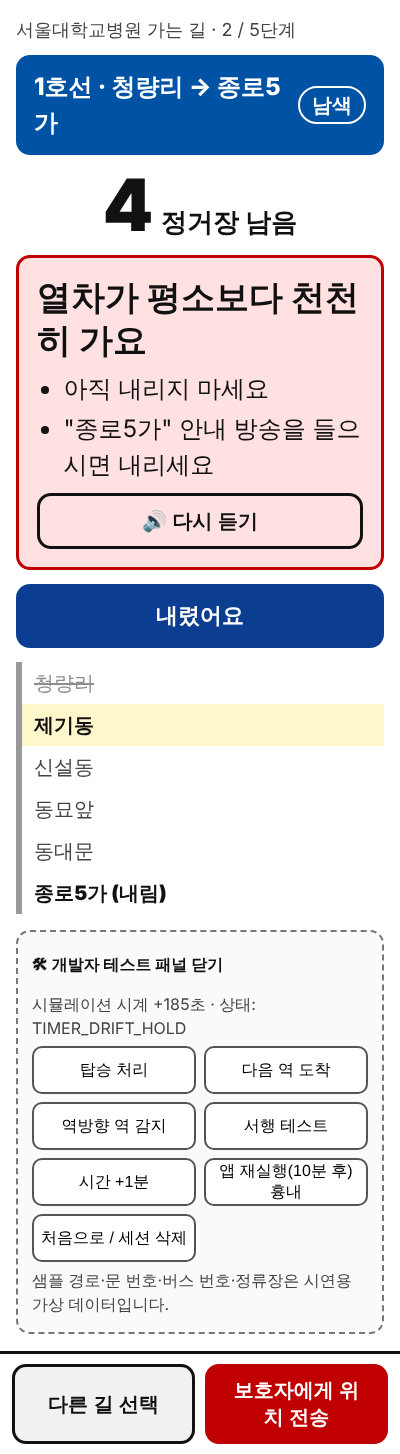 서울대학교병원 가는 길 · 2 / 5단계
1호선 · 청량리 → 종로5
가
남색
4 정거장 남음
열차가 평소보다 천천
히 가요
• 아직 내리지 마세요
• "종로5가" 안내 방송을 들으
시면 내리세요
🔊 다시 듣기
내렸어요
청량리
제기동
신설동
동묘앞
동대문
종로5가 (내림)
🛠 개발자 테스트 패널 닫기
시뮬레이션 시계 +185초 · 상태:
TIMER_DRIFT_HOLD
탑승 처리
다음 역 도착
역방향 역 감지
서행 테스트
시간 +1분
앱 재실행(10분 후)
흉내
처음으로 / 세션 삭제
샘플 경로·문 번호·버스 번호·정류장은 시연용
가상 데이터입니다.
다른 길 선택
보호자에게 위
치 전송